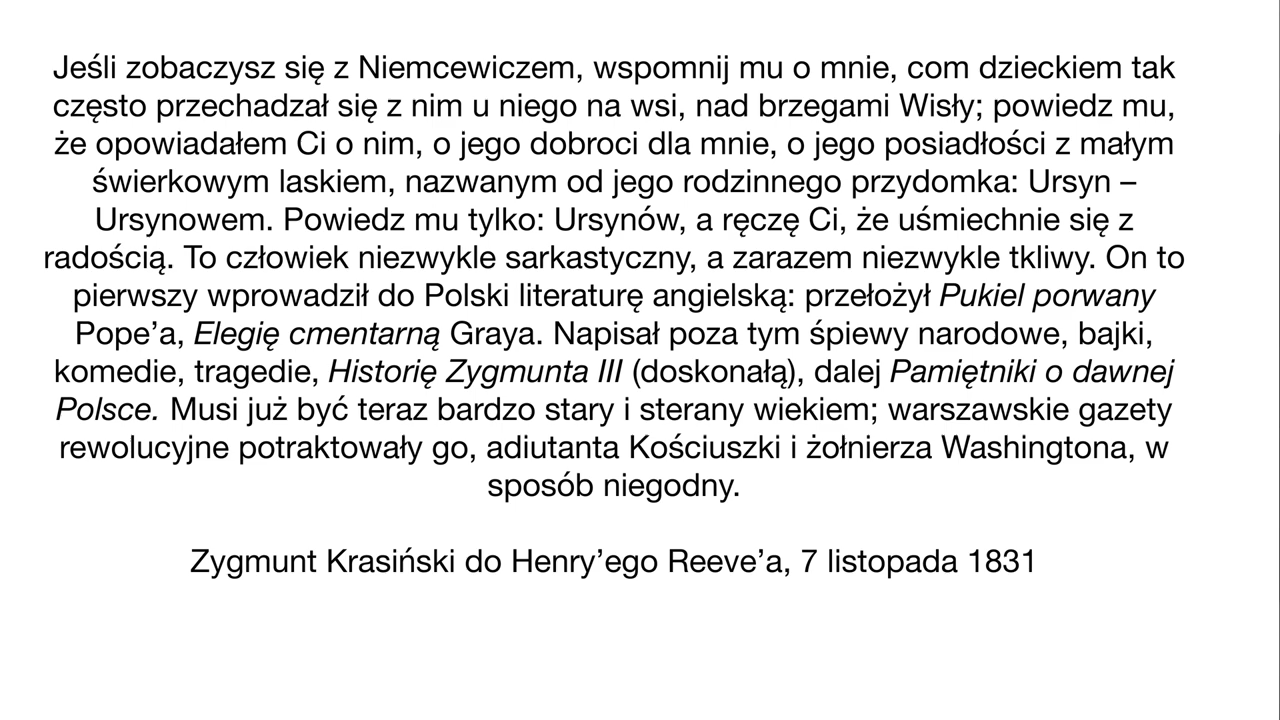 Jeśli zobaczysz się z Niemcewiczem, wspomnij mu o mnie, com dzieckiem tak
często przechadzał się z nim u niego na wsi, nad brzegami Wisły; powiedz mu,
że opowiadałem Ci o nim, o jego dobroci dla mnie, o jego posiadłości z małym
świerkowym laskiem, nazwanym od jego rodzinnego przydomka: Ursyn –
Ursynowem. Powiedz mu tylko: Ursynów, a ręczę Ci, że uśmiechnie się z
radością. To człowiek niezwykle sarkastyczny, a zarazem niezwykle tkliwy. On to
pierwszy wprowadził do Polski literaturę angielską: przełożył Pukiel porwany
Pope’a, Elegię cmentarną Graya. Napisał poza tym śpiewy narodowe, bajki,
komedie, tragedie, Historię Zygmunta III (doskonałą), dalej Pamiętniki o dawnej
Polsce. Musi już być teraz bardzo stary i sterany wiekiem; warszawskie gazety
rewolucyjne potraktowały go, adiutanta Kościuszki i żołnierza Washingtona, w
sposób niegodny.
Zygmunt Krasiński do Henry’ego Reeve’a, 7 listopada 1831